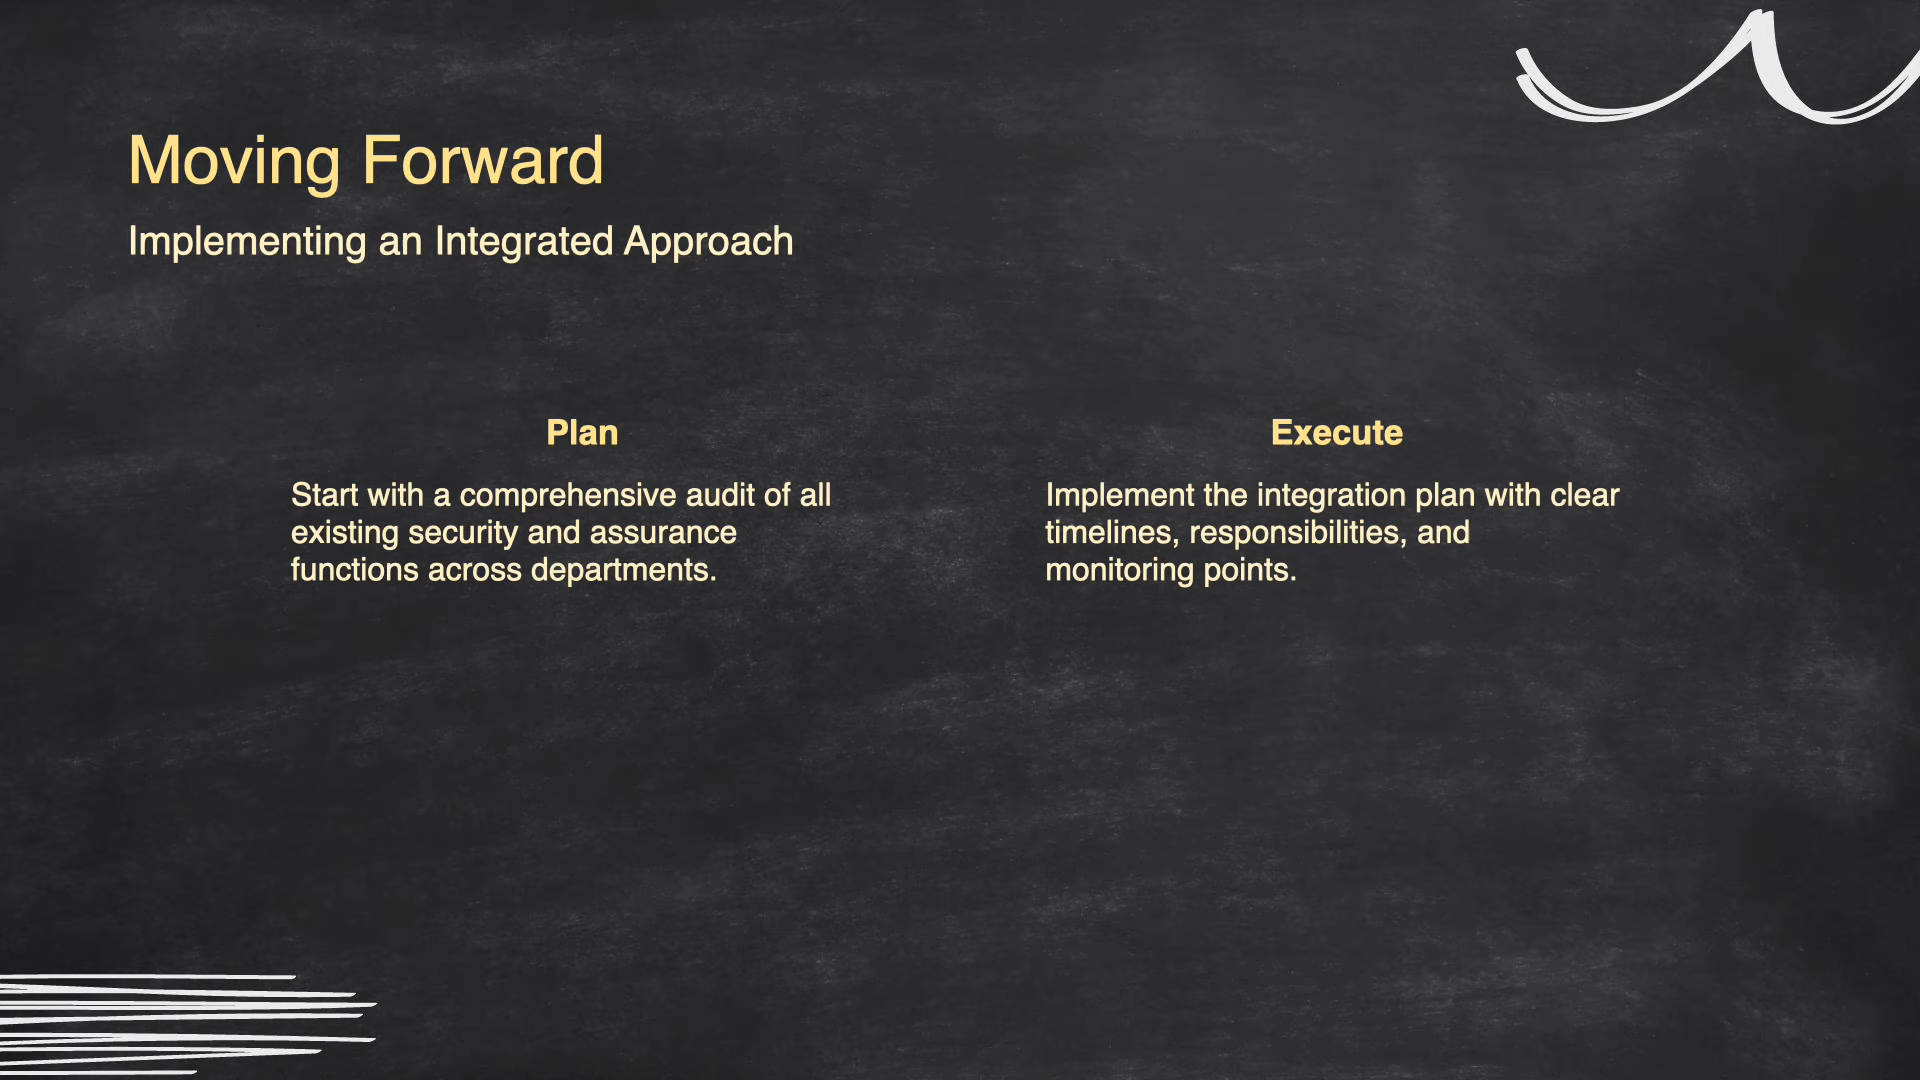 Moving Forward
Implementing an Integrated Approach
Plan
Start with a comprehensive audit of all
existing security and assurance
functions across departments.
Execute
Implement the integration plan with clear
timelines, responsibilities, and
monitoring points.